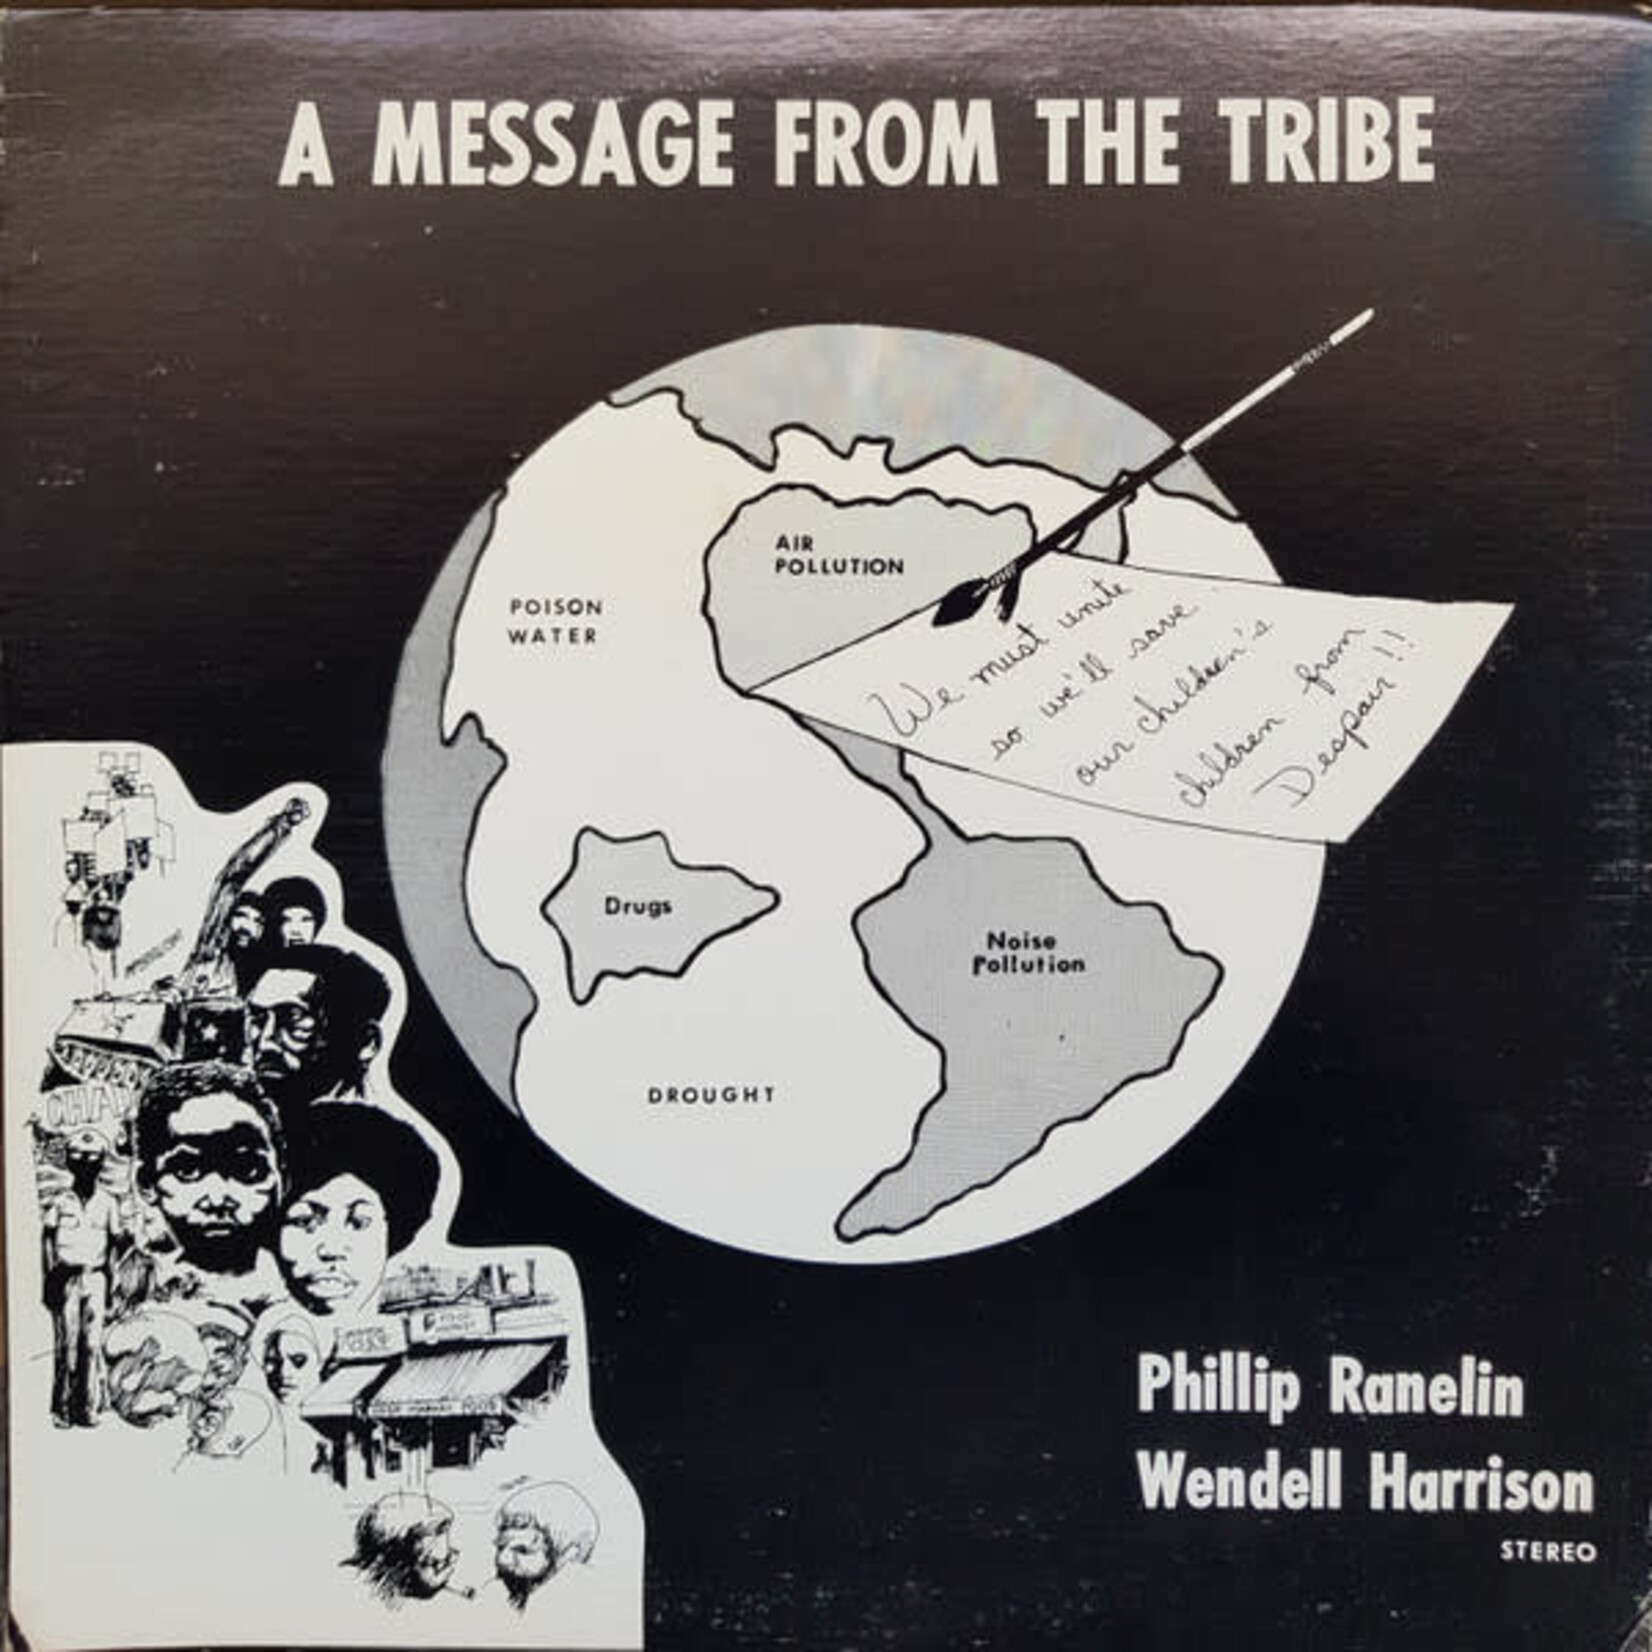 A MESSAGE FROM THE TRIBE
AIR
POLLUTION
POISON
WATER
We must unite
so we'll save
our children's
children from
Despair!!
Drugs
Noise
Pollution
DROUGHT
Phillip Ranelin
Wendell Harrison
STEREO